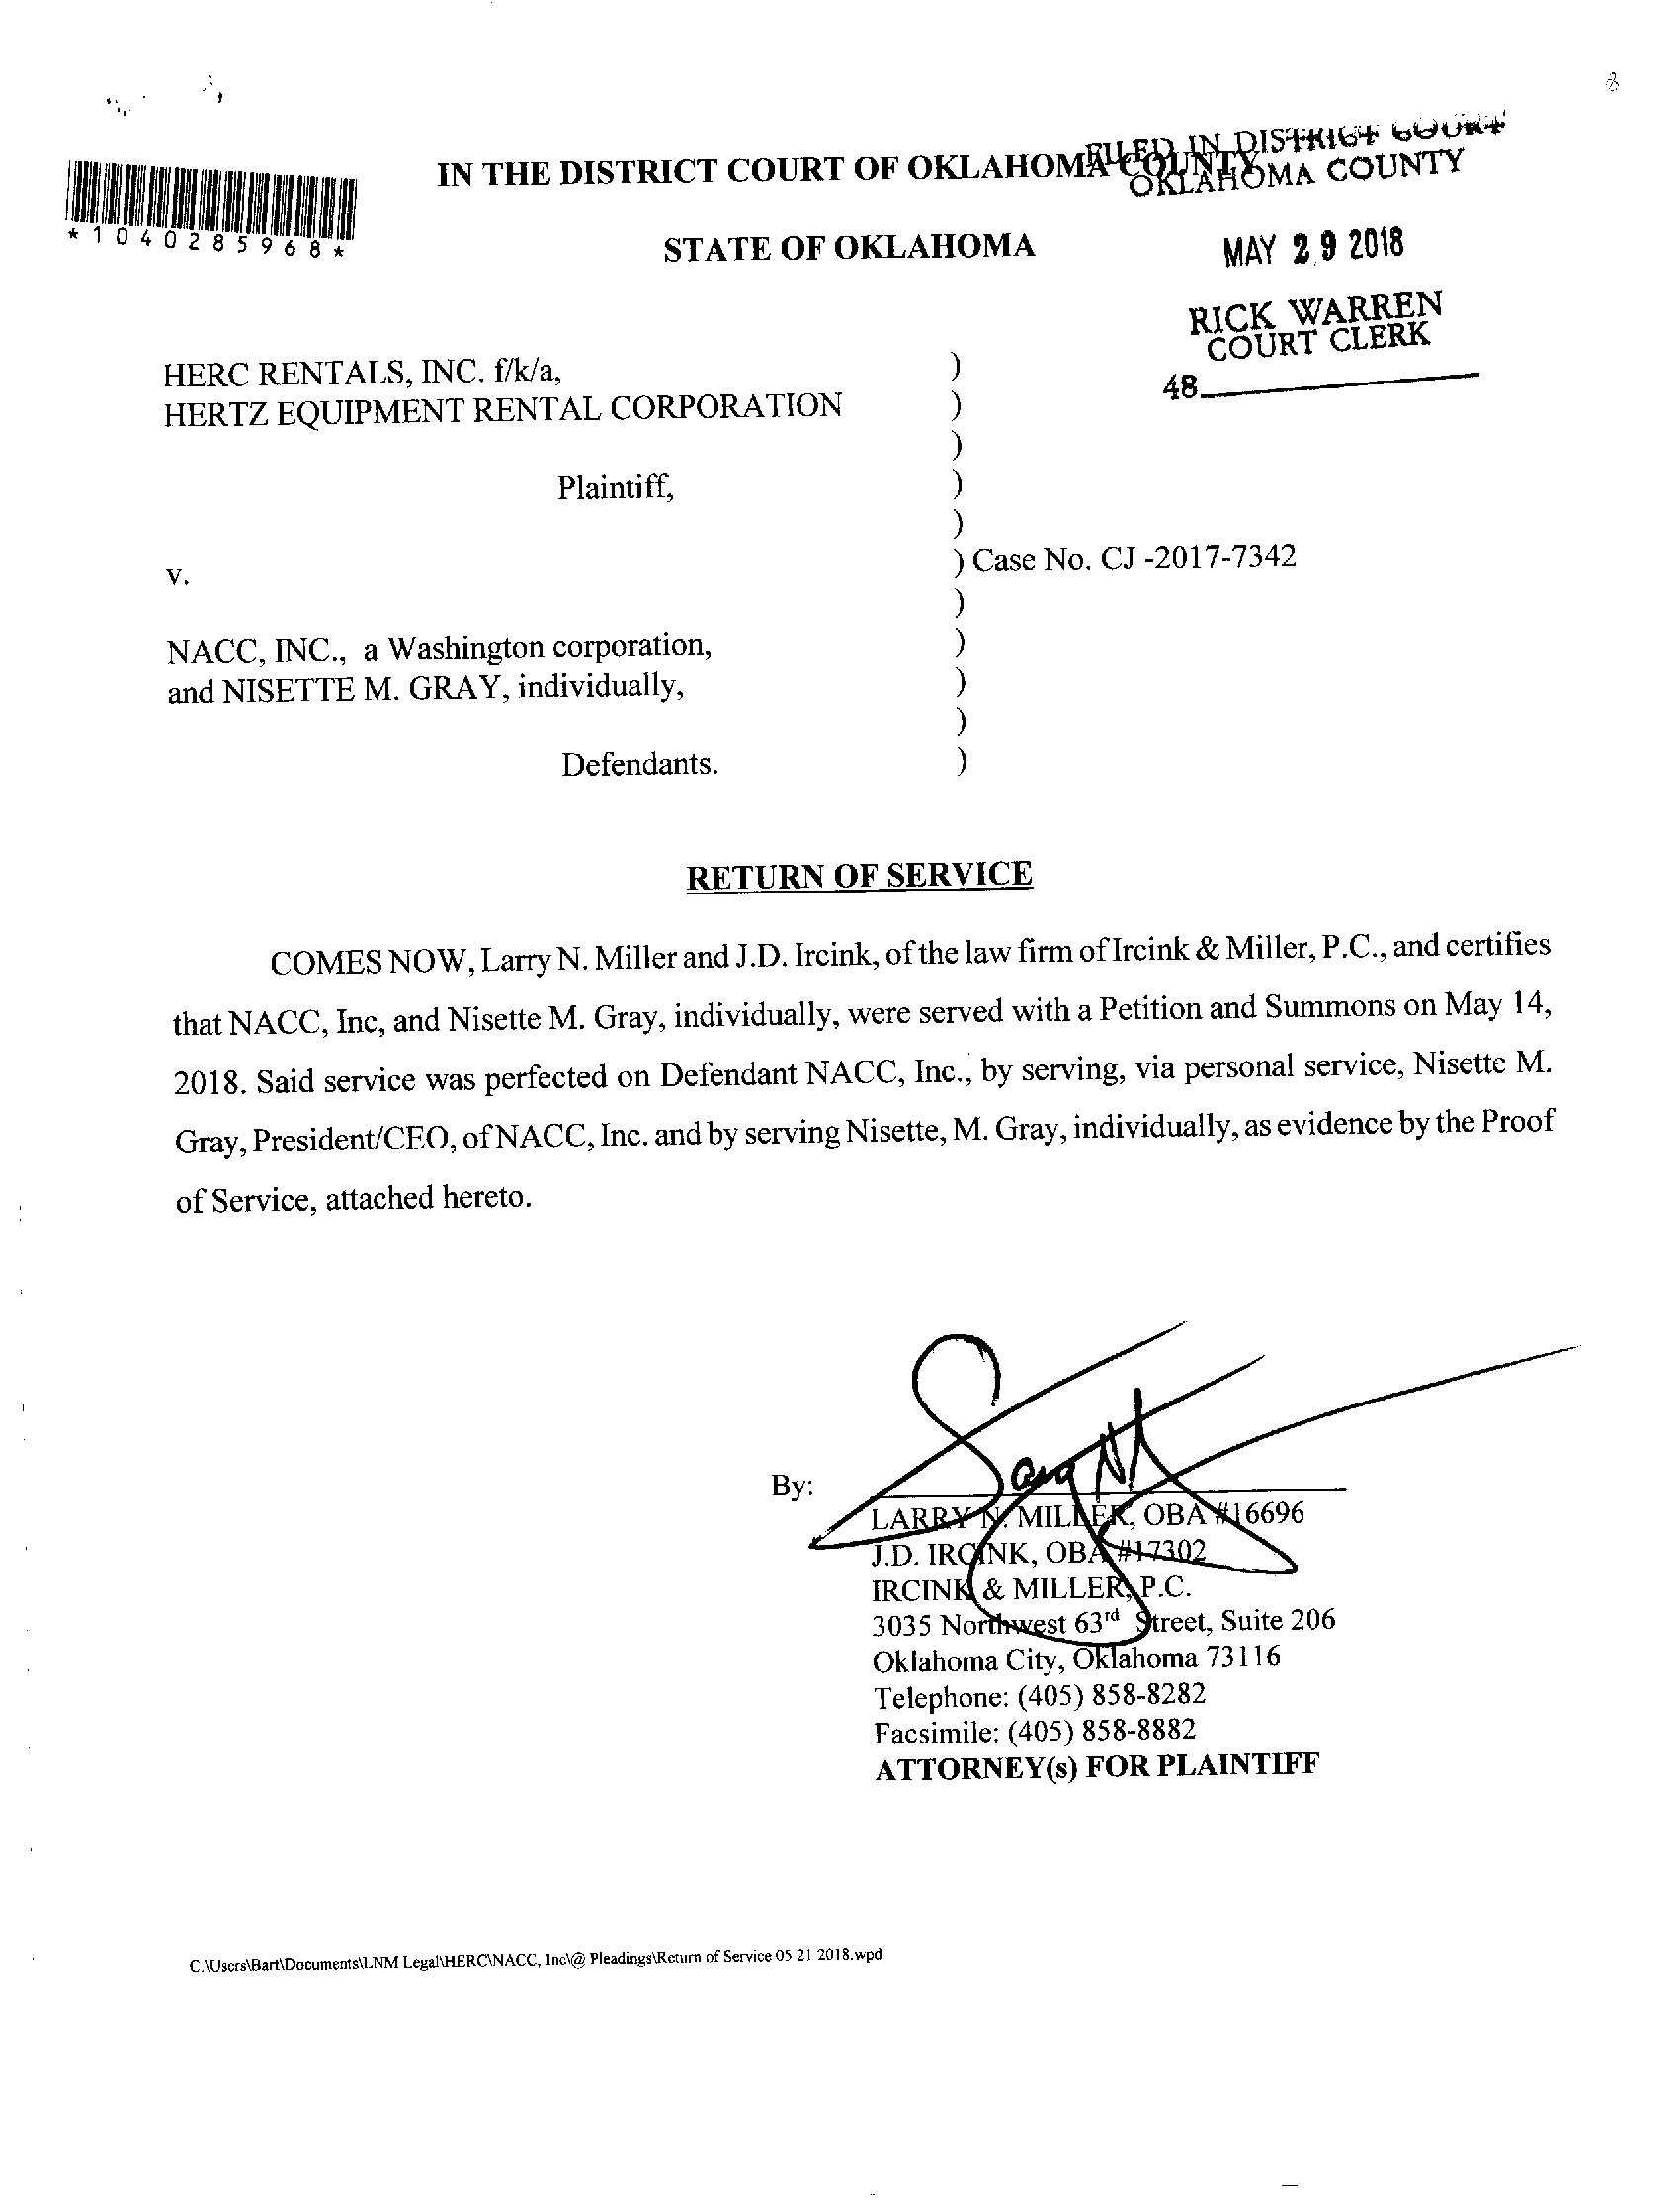 IN THE DISTRICT COURT OF OKLAHOMA COUNTY
FILED IN DISTRICT COURT
OKLAHOMA COUNTY
*1040285968*
STATE OF OKLAHOMA
MAY 29 2018
RICK WARREN
COURT CLERK
48
HERC RENTALS, INC. f/k/a, )
HERTZ EQUIPMENT RENTAL CORPORATION )
)
Plaintiff, )
)
v. ) Case No. CJ -2017-7342
)
NACC, INC., a Washington corporation, )
and NISETTE M. GRAY, individually, )
)
Defendants. )
RETURN OF SERVICE
COMES NOW, Larry N. Miller and J.D. Ircink, of the law firm of Ircink & Miller, P.C., and certifies
that NACC, Inc, and Nisette M. Gray, individually, were served with a Petition and Summons on May 14,
2018. Said service was perfected on Defendant NACC, Inc., by serving, via personal service, Nisette M.
Gray, President/CEO, of NACC, Inc. and by serving Nisette, M. Gray, individually, as evidence by the Proof
of Service, attached hereto.
By:
LARRY N. MILLER, OBA #16696
J.D. IRCINK, OBA #17302
IRCINK & MILLER, P.C.
3035 Northwest 63rd Street, Suite 206
Oklahoma City, Oklahoma 73116
Telephone: (405) 858-8282
Facsimile: (405) 858-8882
ATTORNEY(s) FOR PLAINTIFF
C:\Users\Bart\Documents\LNM Legal\HERC\NACC, Inc\@ Pleadings\Return of Service 05 21 2018.wpd